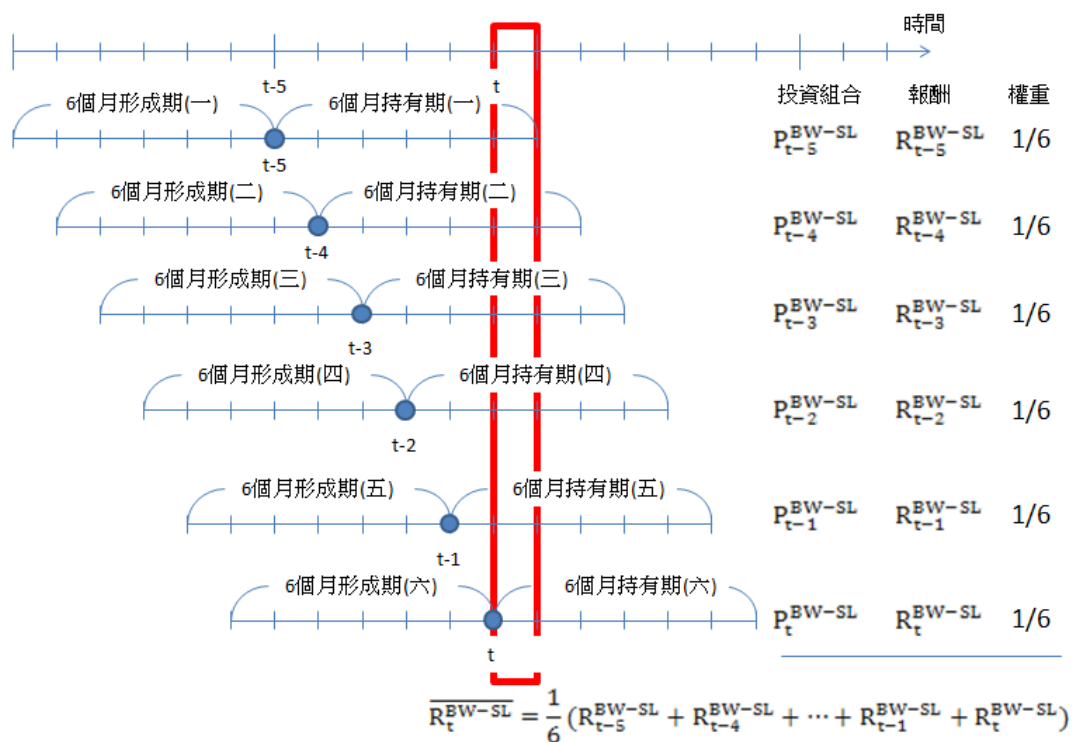 時間
t-5 t
6個月形成期(一) 6個月持有期(一) 投資組合 報酬 權重
t-5 P_{t-5}^{BW-SL} R_{t-5}^{BW-SL} 1/6
6個月形成期(二) 6個月持有期(二)
t-4 P_{t-4}^{BW-SL} R_{t-4}^{BW-SL} 1/6
6個月形成期(三) 6個月持有期(三)
t-3 P_{t-3}^{BW-SL} R_{t-3}^{BW-SL} 1/6
6個月形成期(四) 6個月持有期(四)
t-2 P_{t-2}^{BW-SL} R_{t-2}^{BW-SL} 1/6
6個月形成期(五) 6個月持有期(五)
t-1 P_{t-1}^{BW-SL} R_{t-1}^{BW-SL} 1/6
6個月形成期(六) 6個月持有期(六)
t P_{t}^{BW-SL} R_{t}^{BW-SL} 1/6
\overline{R_{t}^{BW-SL}} = \frac{1}{6} (R_{t-5}^{BW-SL} + R_{t-4}^{BW-SL} + ⋯ + R_{t-1}^{BW-SL} + R_{t}^{BW-SL})